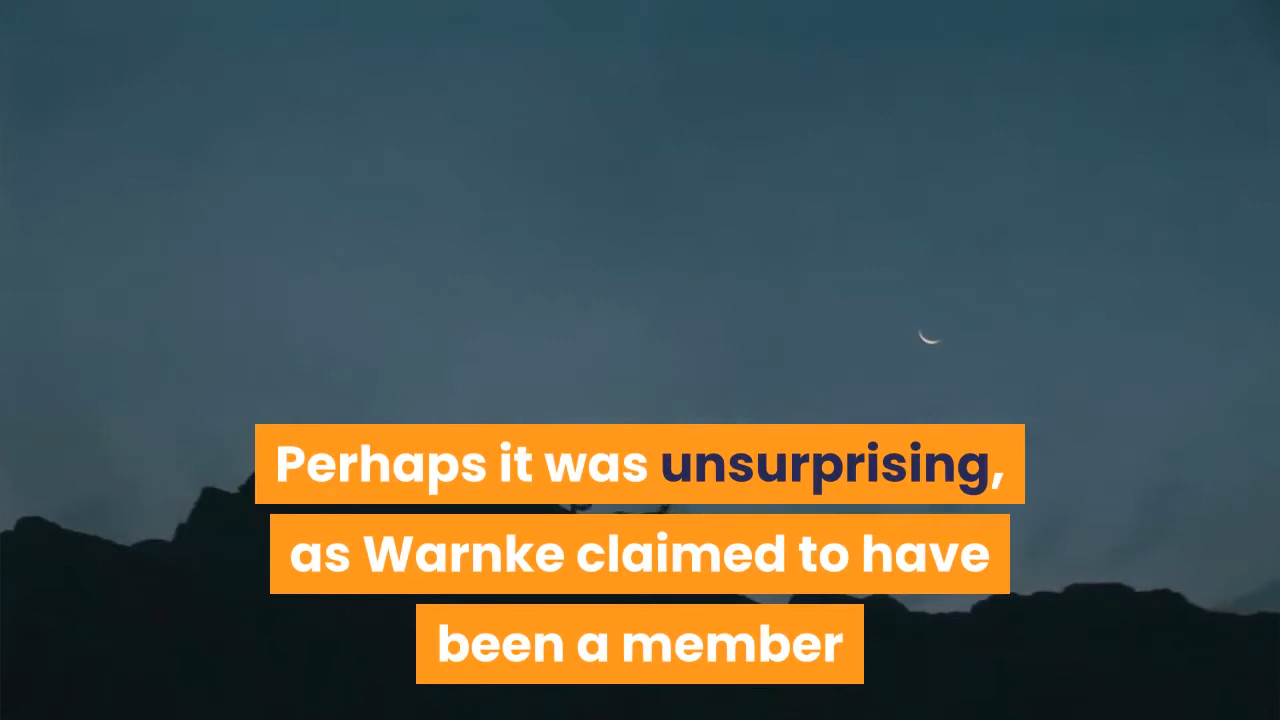 Perhaps it was unsurprising,
as Warnke claimed to have
been a member